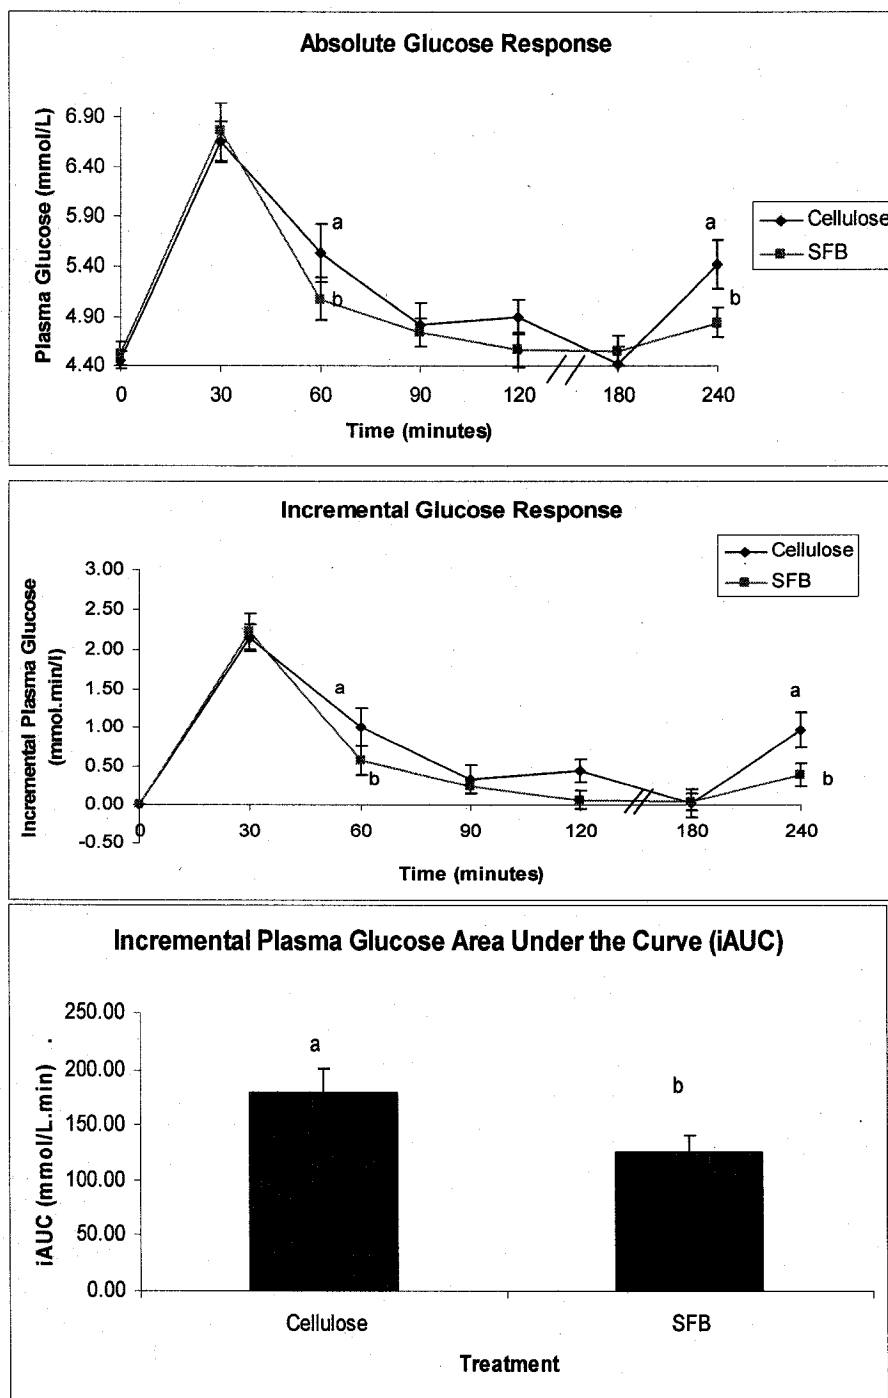 Absolute Glucose Response
Plasma Glucose (mmol/L)
6.90
6.40
5.90
5.40
4.90
4.40
a
b
a
b
Cellulose
SFB
0 30 60 90 120 180 240
Time (minutes)
Incremental Glucose Response
Cellulose
SFB
Incremental Plasma Glucose
(mmol.min/l)
3.00
2.50
2.00
1.50
1.00
0.50
0.00
-0.50
a
b
a
b
0 30 60 90 120 180 240
Time (minutes)
Incremental Plasma Glucose Area Under the Curve (iAUC)
iAUC (mmol/L.min)
250.00
200.00
150.00
100.00
50.00
0.00
a
b
Cellulose SFB
Treatment